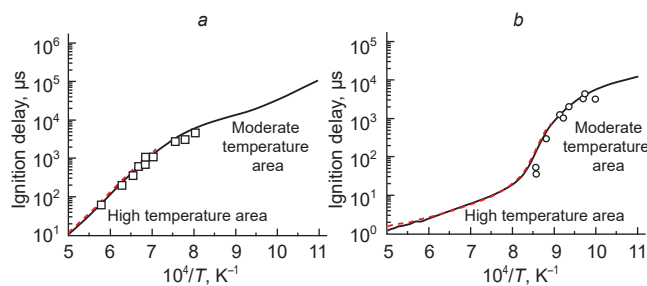 a
b
Ignition delay, μs
10^6
10^5
10^4
10^3
10^2
10^1
Moderate
temperature
area
High temperature area
5 6 7 8 9 10 11
10^4/T, K^−1
Ignition delay, μs
10^5
10^4
10^3
10^2
10^1
10^0
Moderate
temperature
area
High temperature area
5 6 7 8 9 10 11
10^4/T, K^−1